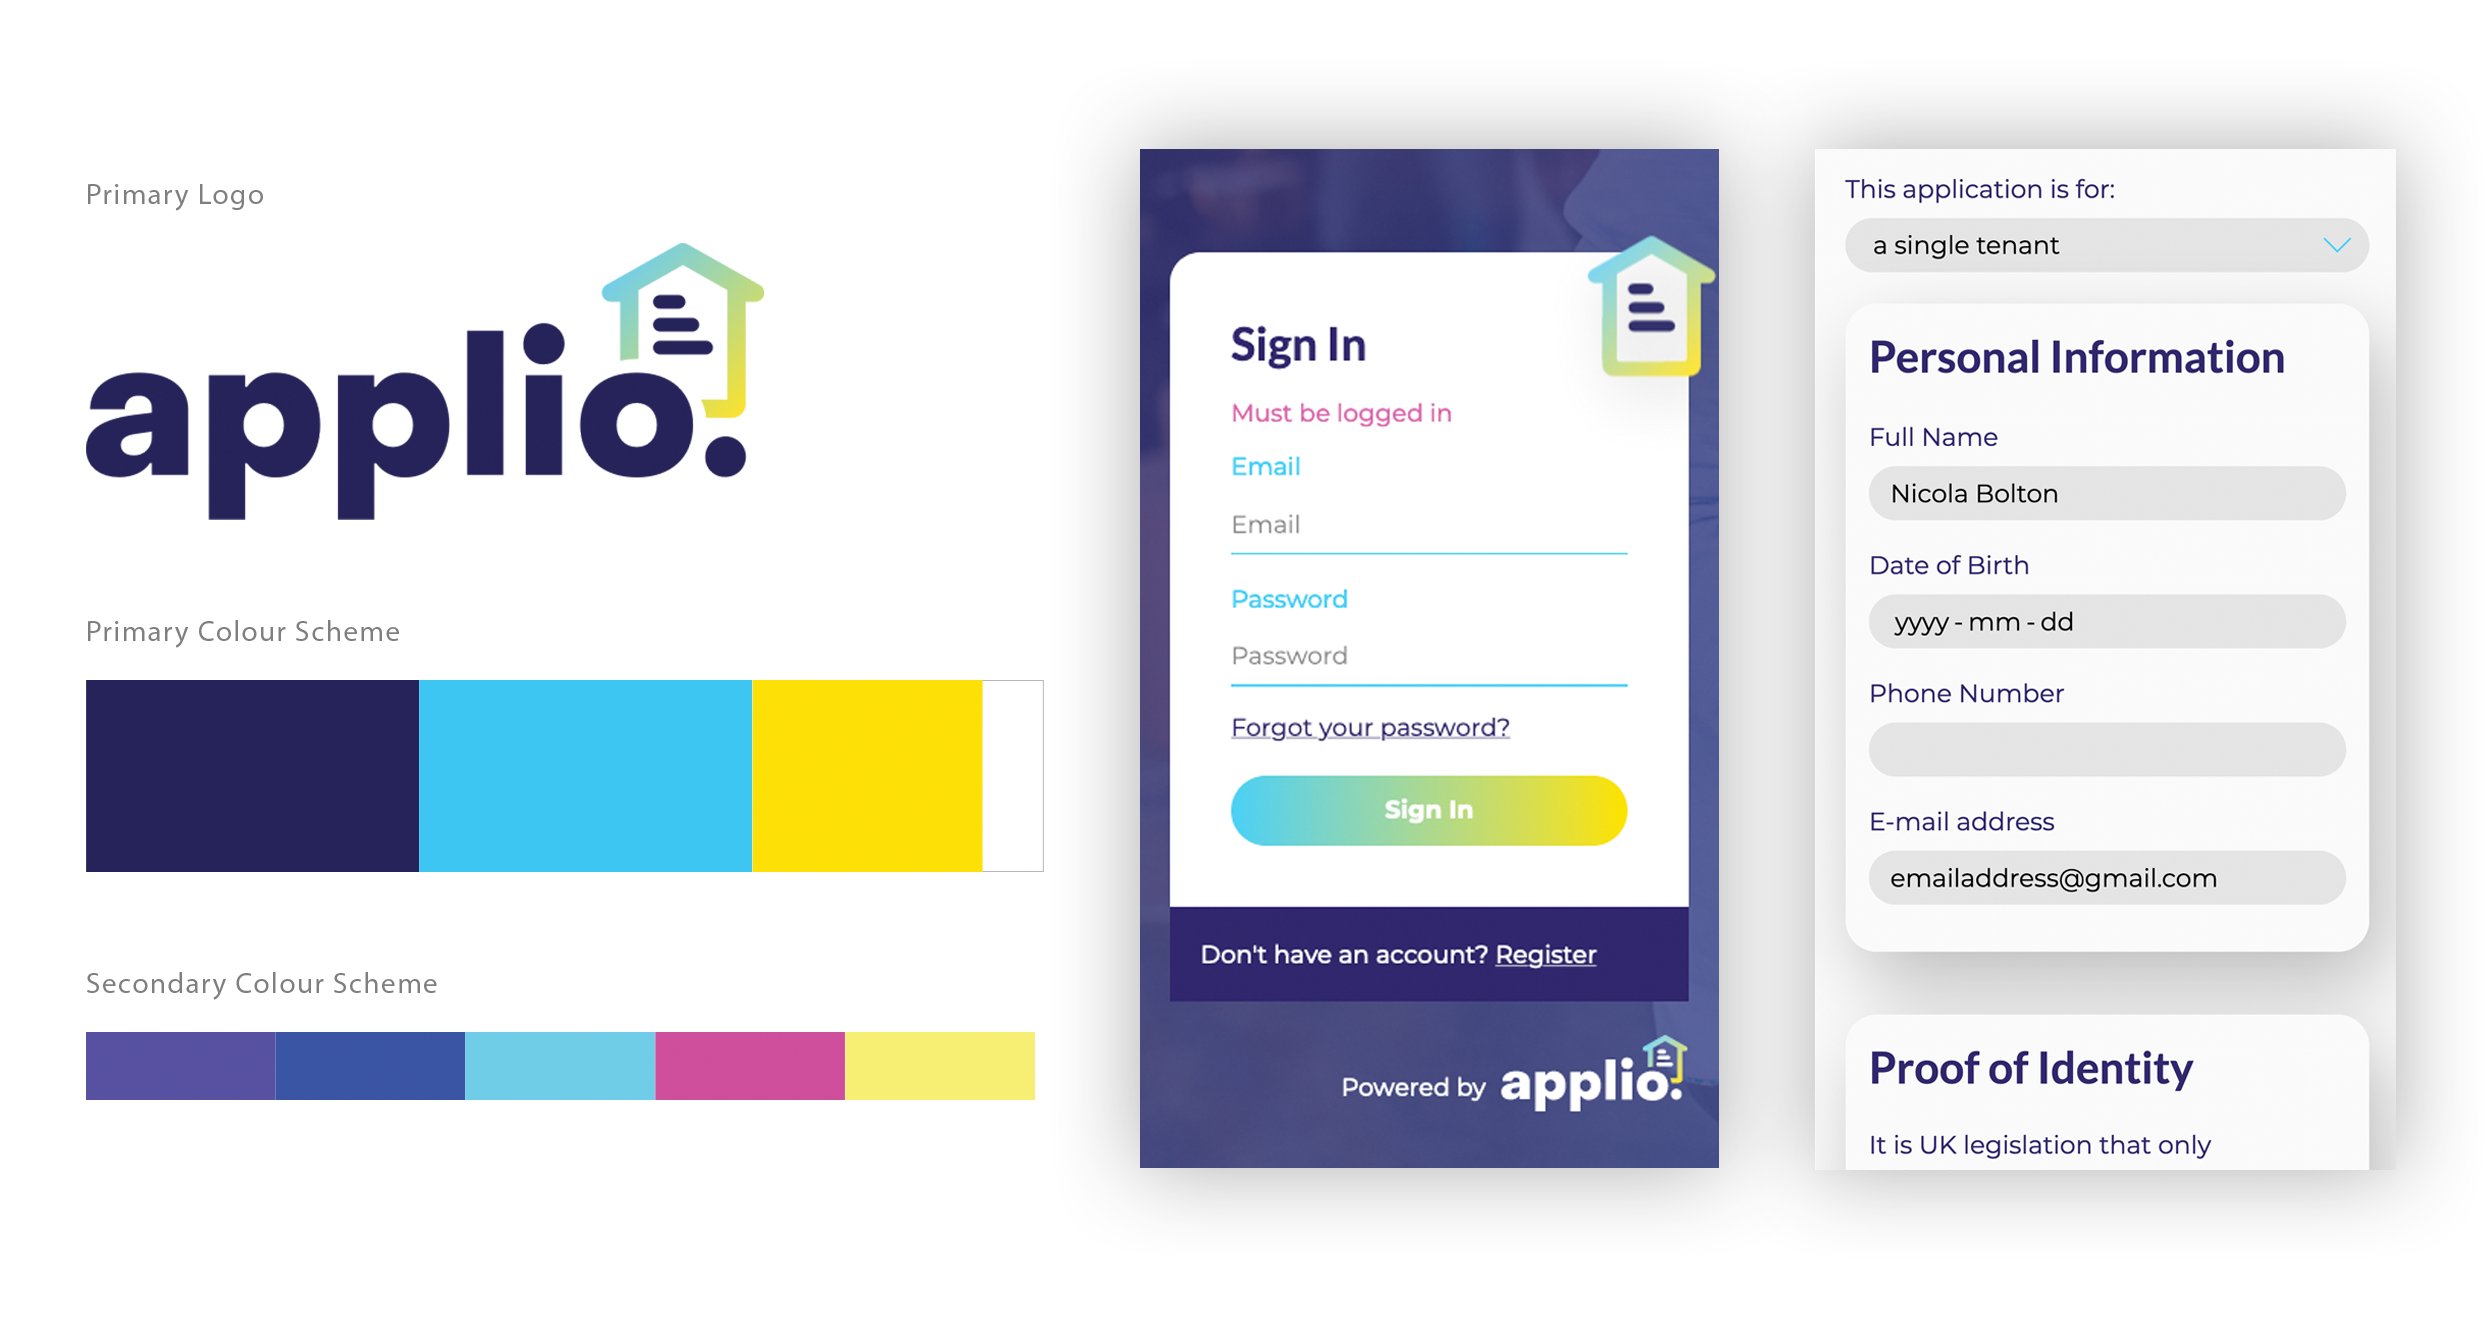 Primary Logo
applio.
Primary Colour Scheme
Secondary Colour Scheme
Sign In
Must be logged in
Email
Email
Password
Password
Forgot your password?
Sign In
Don't have an account? Register
Powered by applio.
This application is for:
a single tenant
Personal Information
Full Name
Nicola Bolton
Date of Birth
yyyy - mm - dd
Phone Number
E-mail address
emailaddress@gmail.com
Proof of Identity
It is UK legislation that only